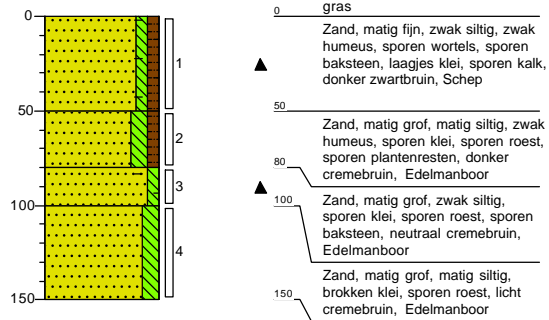 0
50
100
150
1
2
3
4
0
gras
Zand, matig fijn, zwak siltig, zwak
humeus, sporen wortels, sporen
baksteen, laagjes klei, sporen kalk,
donker zwartbruin, Schep
50
Zand, matig grof, matig siltig, zwak
humeus, sporen klei, sporen roest,
sporen plantenresten, donker
cremebruin, Edelmanboor
80
Zand, matig grof, zwak siltig,
sporen klei, sporen roest, sporen
baksteen, neutraal cremebruin,
Edelmanboor
100
Zand, matig grof, matig siltig,
brokken klei, sporen roest, licht
cremebruin, Edelmanboor
150